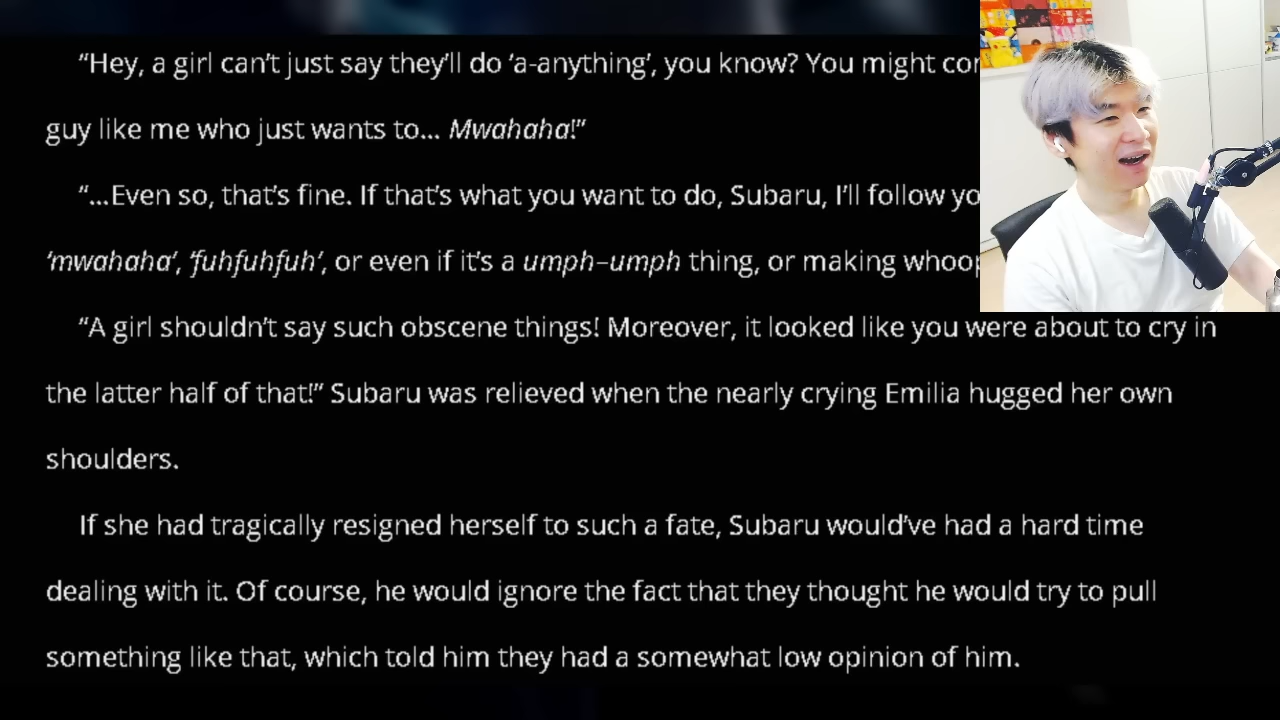 “Hey, a girl can’t just say they’ll do ‘a-anything’, you know? You might
guy like me who just wants to... Mwahaha!”
“...Even so, that’s fine. If that’s what you want to do, Subaru, I’ll follow
‘mwahaha’, ‘fuhfuhfuh’, or even if it’s a umph–umph thing, or making
“A girl shouldn’t say such obscene things! Moreover, it looked like you were about to cry in
the latter half of that!” Subaru was relieved when the nearly crying Emilia hugged her own
shoulders.
If she had tragically resigned herself to such a fate, Subaru would’ve had a hard time
dealing with it. Of course, he would ignore the fact that they thought he would try to pull
something like that, which told him they had a somewhat low opinion of him.